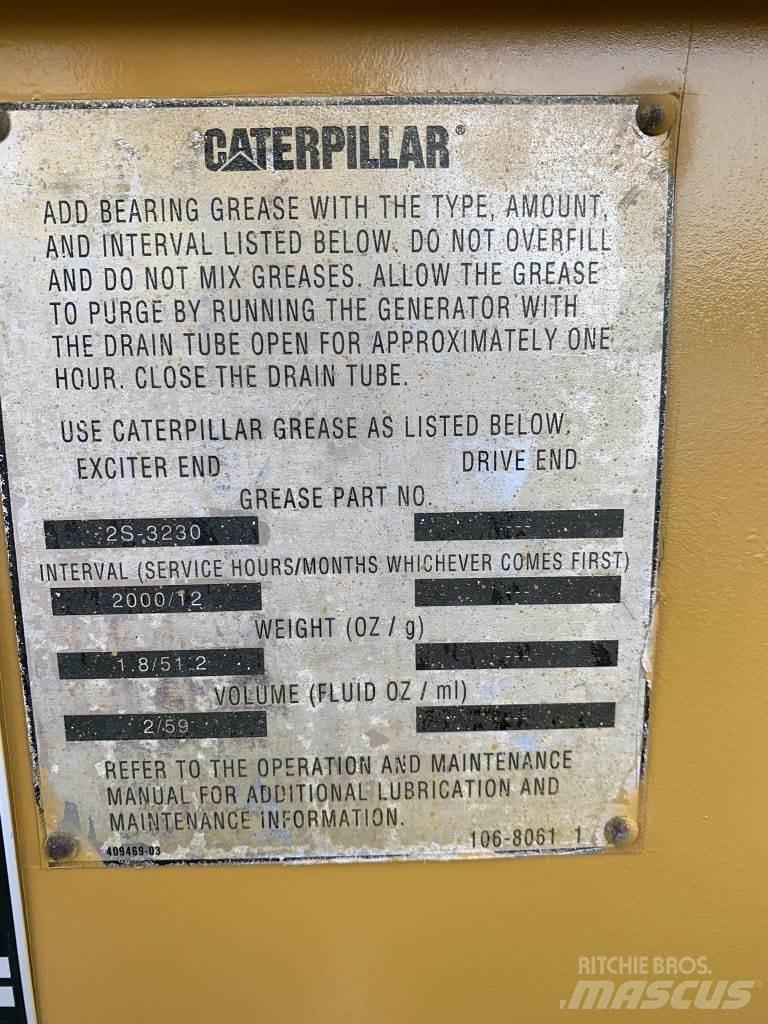 CATERPILLAR®
ADD BEARING GREASE WITH THE TYPE, AMOUNT,
AND INTERVAL LISTED BELOW. DO NOT OVERFILL
AND DO NOT MIX GREASES. ALLOW THE GREASE
TO PURGE BY RUNNING THE GENERATOR WITH
THE DRAIN TUBE OPEN FOR APPROXIMATELY ONE
HOUR. CLOSE THE DRAIN TUBE.
USE CATERPILLAR GREASE AS LISTED BELOW.
EXCITER END DRIVE END
GREASE PART NO.
2S-3230 ---
INTERVAL (SERVICE HOURS/MONTHS WHICHEVER COMES FIRST)
2000/12 ---
WEIGHT (OZ / g)
1.8/51.2 ---
VOLUME (FLUID OZ / ml)
2/59 ---
REFER TO THE OPERATION AND MAINTENANCE
MANUAL FOR ADDITIONAL LUBRICATION AND
MAINTENANCE INFORMATION.
409469-03 106-8061 1
RITCHIE BROS.
MASCUS